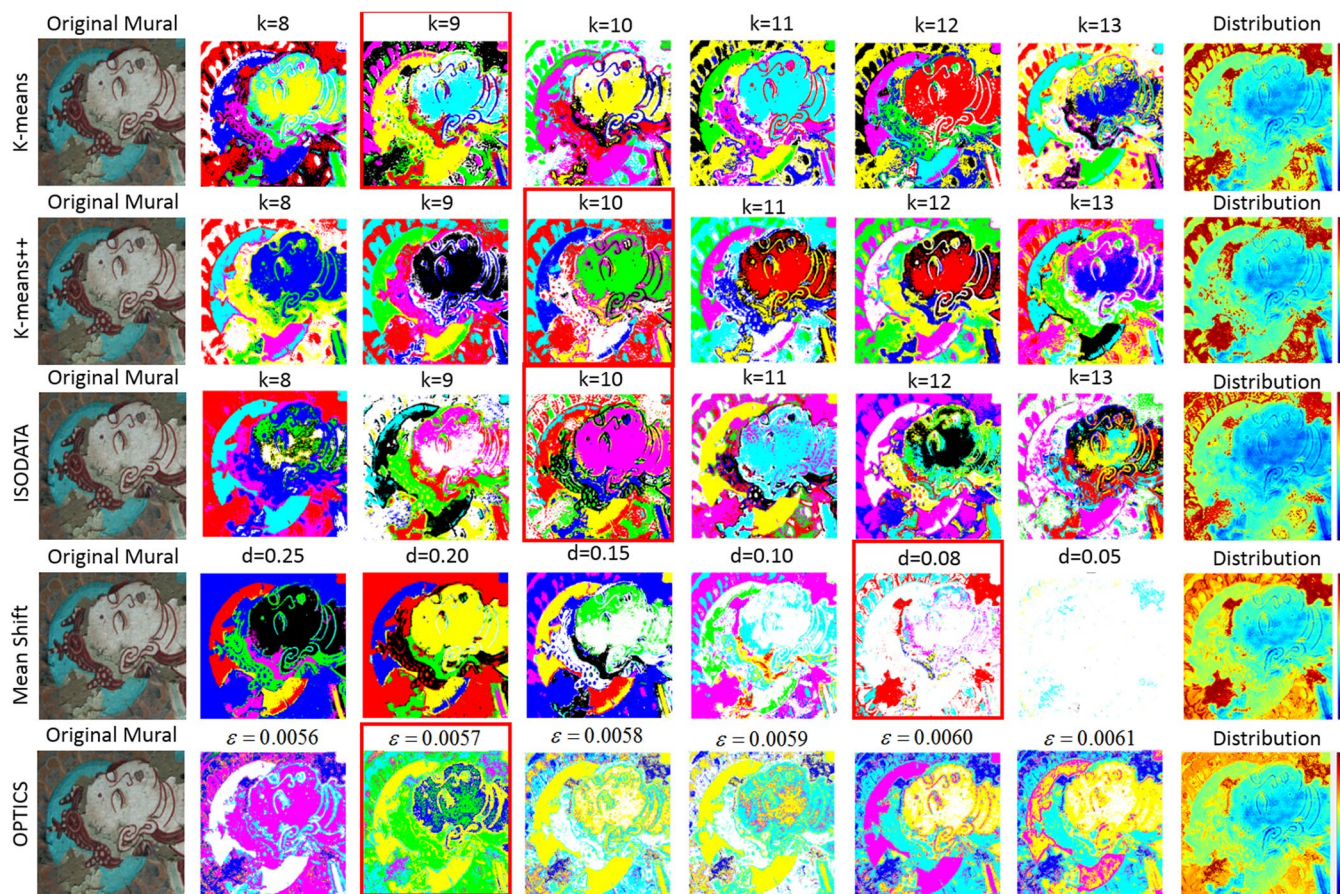 Original Mural k=8 k=9 k=10 k=11 k=12 k=13 Distribution
K-means
Original Mural k=8 k=9 k=10 k=11 k=12 k=13 Distribution
K-means++
Original Mural k=8 k=9 k=10 k=11 k=12 k=13 Distribution
ISODATA
Original Mural d=0.25 d=0.20 d=0.15 d=0.10 d=0.08 d=0.05 Distribution
Mean Shift
Original Mural ε = 0.0056 ε = 0.0057 ε = 0.0058 ε = 0.0059 ε = 0.0060 ε = 0.0061 Distribution
OPTICS